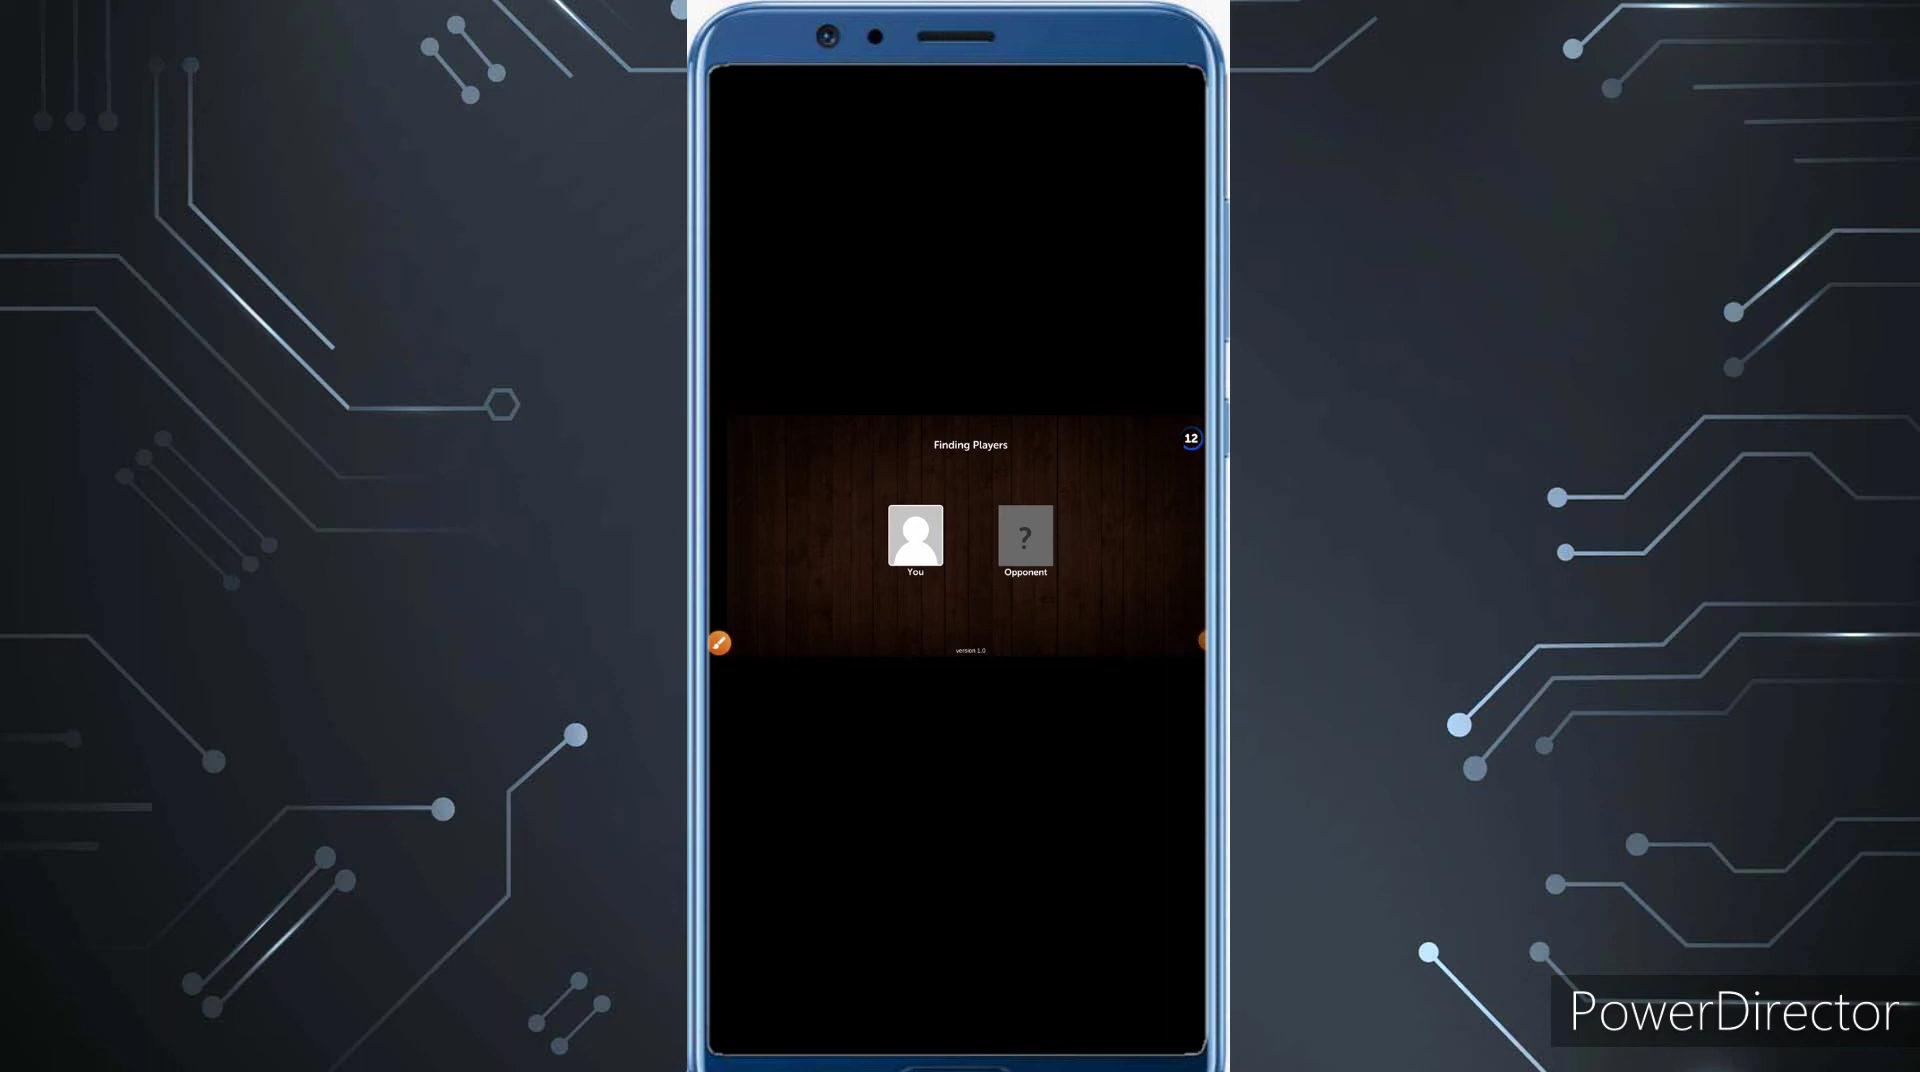 Finding Players
12
?
You
Opponent
version 1.0
PowerDirector